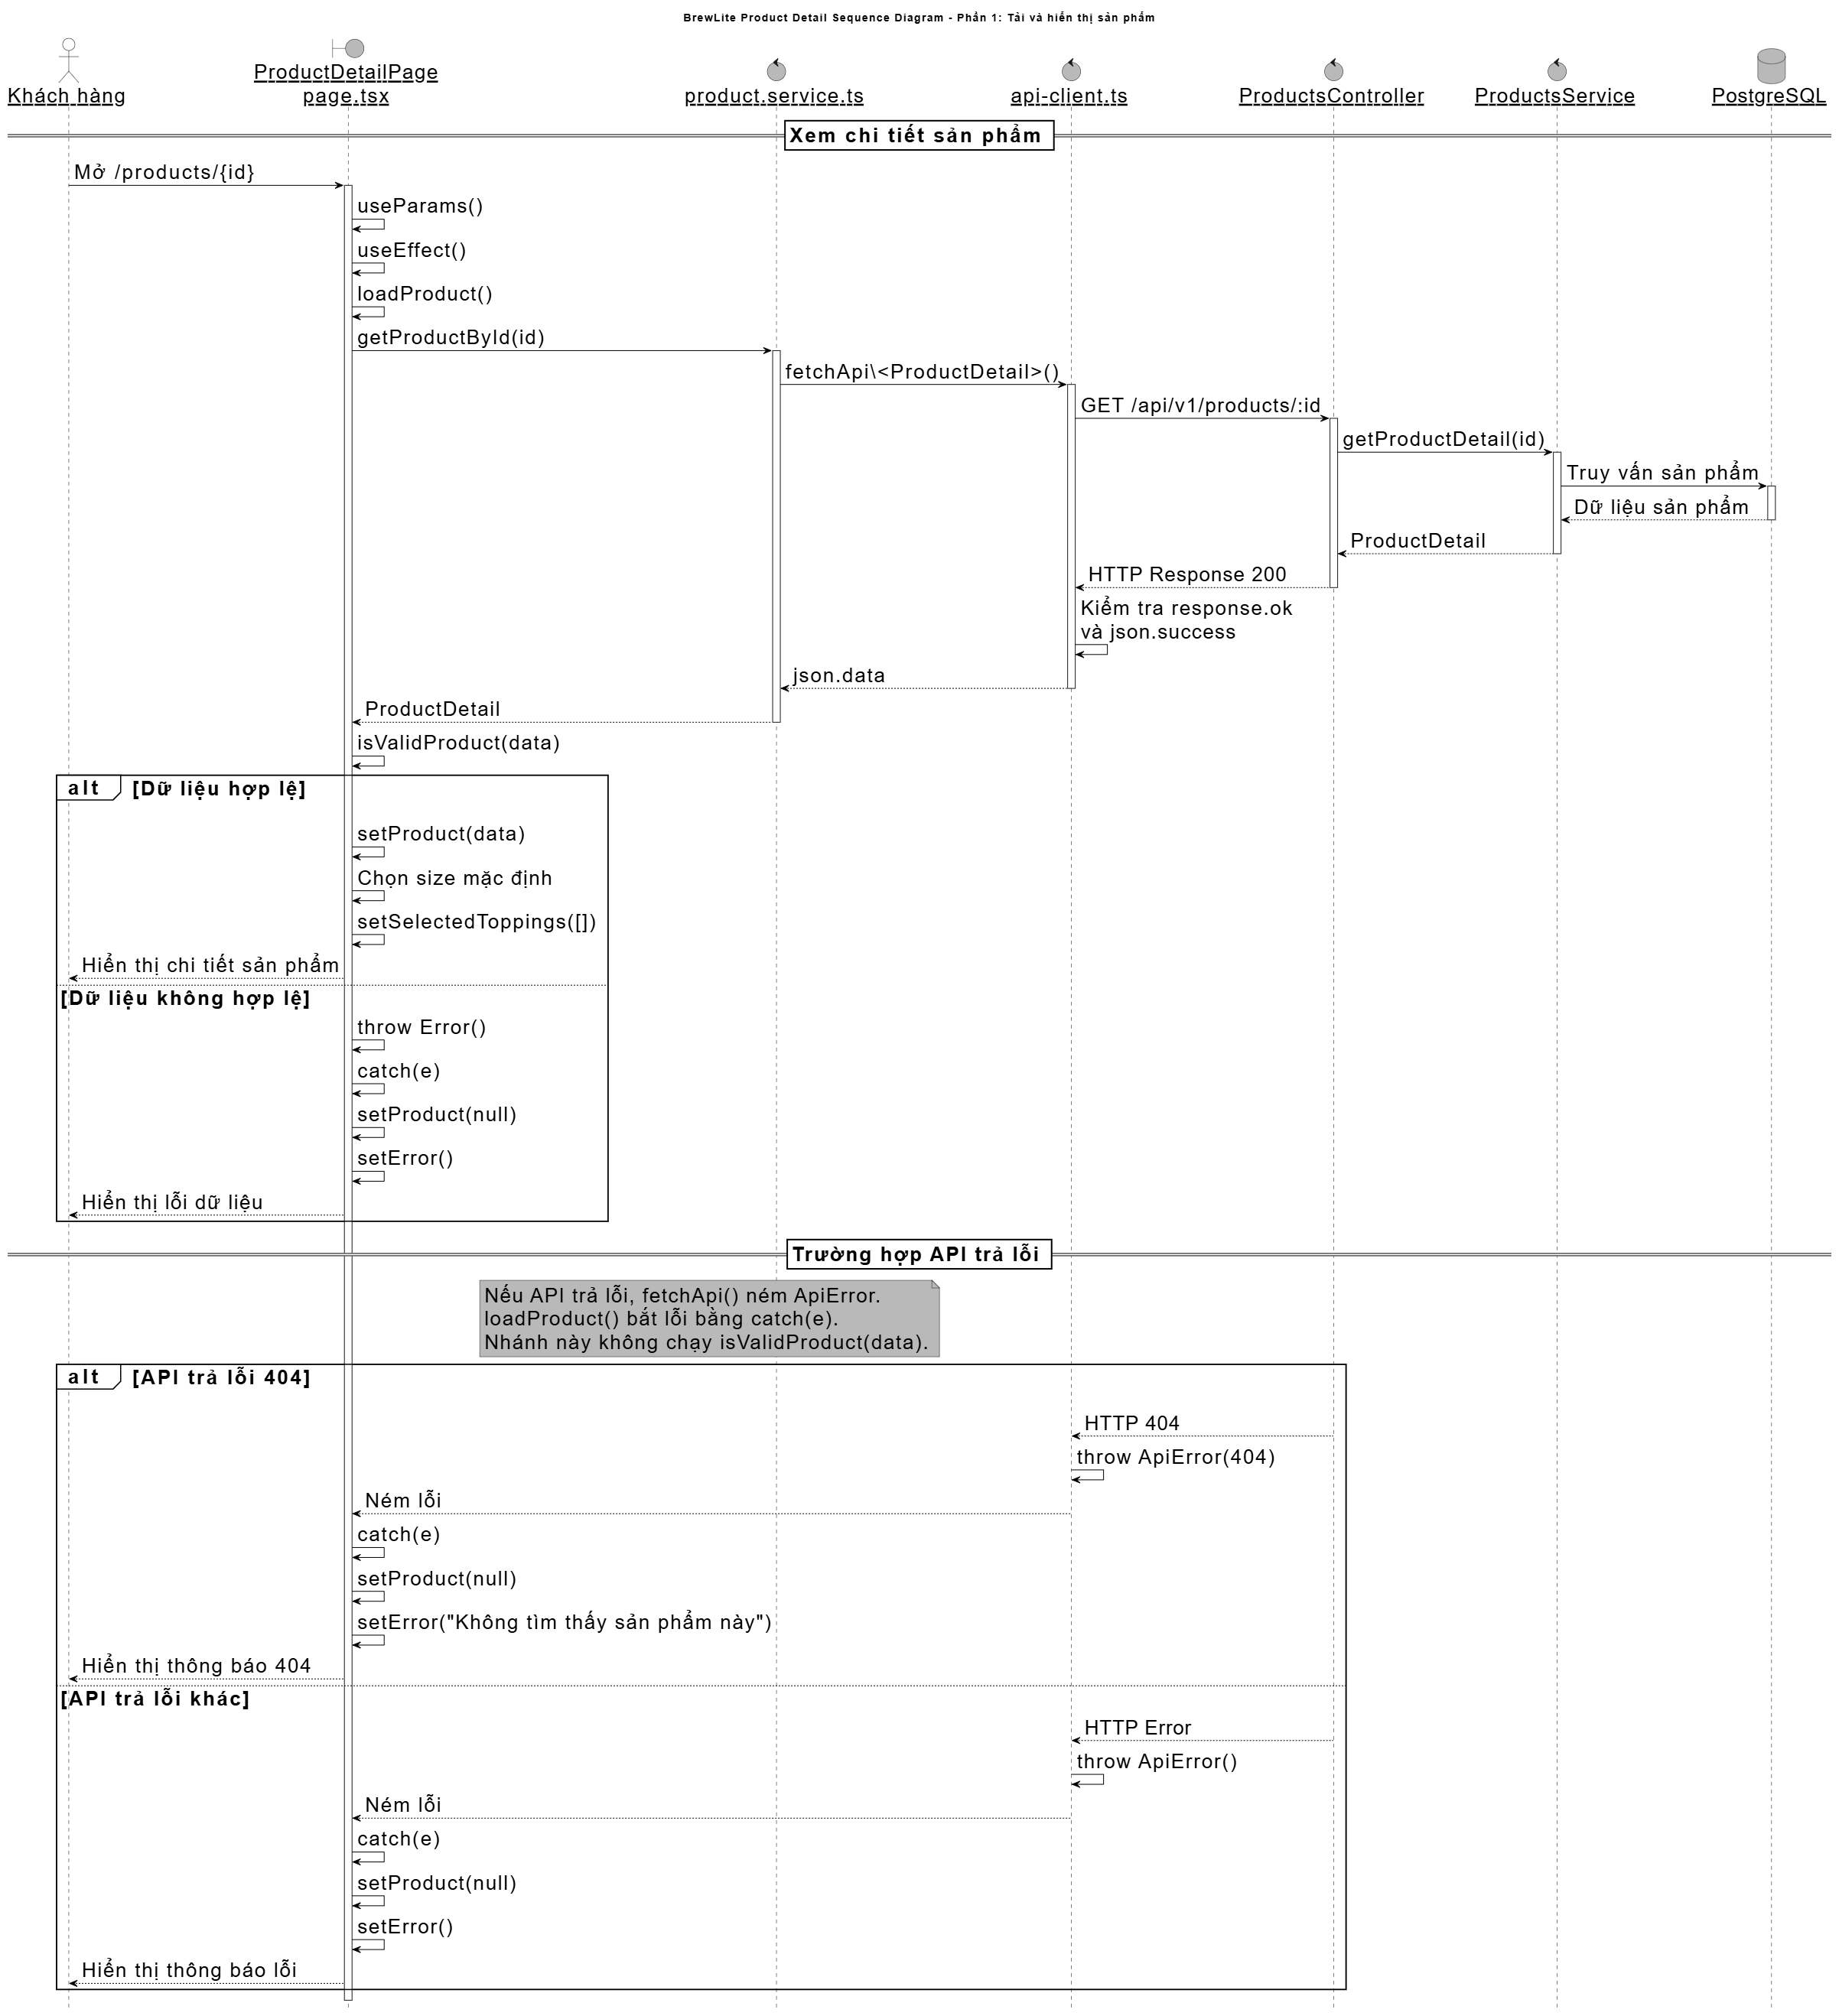 BrewLite Product Detail Sequence Diagram - Phần 1: Tải và hiển thị sản phẩm
Khách hàng
ProductDetailPage
page.tsx
product.service.ts
api-client.ts
ProductsController
ProductsService
PostgreSQL
Xem chi tiết sản phẩm
Mở /products/{id}
useParams()
useEffect()
loadProduct()
getProductById(id)
fetchApi\<ProductDetail>()
GET /api/v1/products/:id
getProductDetail(id)
Truy vấn sản phẩm
Dữ liệu sản phẩm
ProductDetail
HTTP Response 200
Kiểm tra response.ok
và json.success
json.data
ProductDetail
isValidProduct(data)
alt [Dữ liệu hợp lệ]
setProduct(data)
Chọn size mặc định
setSelectedToppings([])
Hiển thị chi tiết sản phẩm
[Dữ liệu không hợp lệ]
throw Error()
catch(e)
setProduct(null)
setError()
Hiển thị lỗi dữ liệu
Trường hợp API trả lỗi
Nếu API trả lỗi, fetchApi() ném ApiError.
loadProduct() bắt lỗi bằng catch(e).
Nhánh này không chạy isValidProduct(data).
alt [API trả lỗi 404]
HTTP 404
throw ApiError(404)
Ném lỗi
catch(e)
setProduct(null)
setError("Không tìm thấy sản phẩm này")
Hiển thị thông báo 404
[API trả lỗi khác]
HTTP Error
throw ApiError()
Ném lỗi
catch(e)
setProduct(null)
setError()
Hiển thị thông báo lỗi